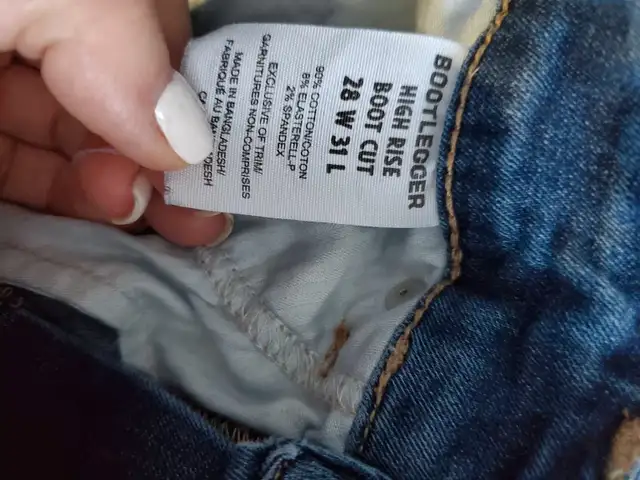 BOOTLEGGER
HIGH RISE
BOOT CUT
28 W 31 L
90% COTTON/COTON
8% ELASTERELL-P
2% SPANDEX
EXCLUSIVE OF TRIM/
GARNITURES NON-COMPRISES
MADE IN BANGLADESH/
FABRIQUÉ AU BANGLADESH